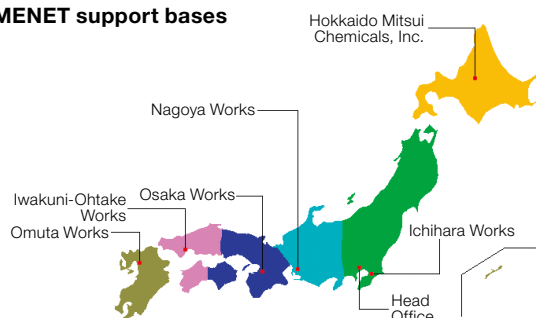 MENET support bases
Hokkaido Mitsui
Chemicals, Inc.
Nagoya Works
Iwakuni-Ohtake
Works
Osaka Works
Omuta Works
Ichihara Works
Head
Office